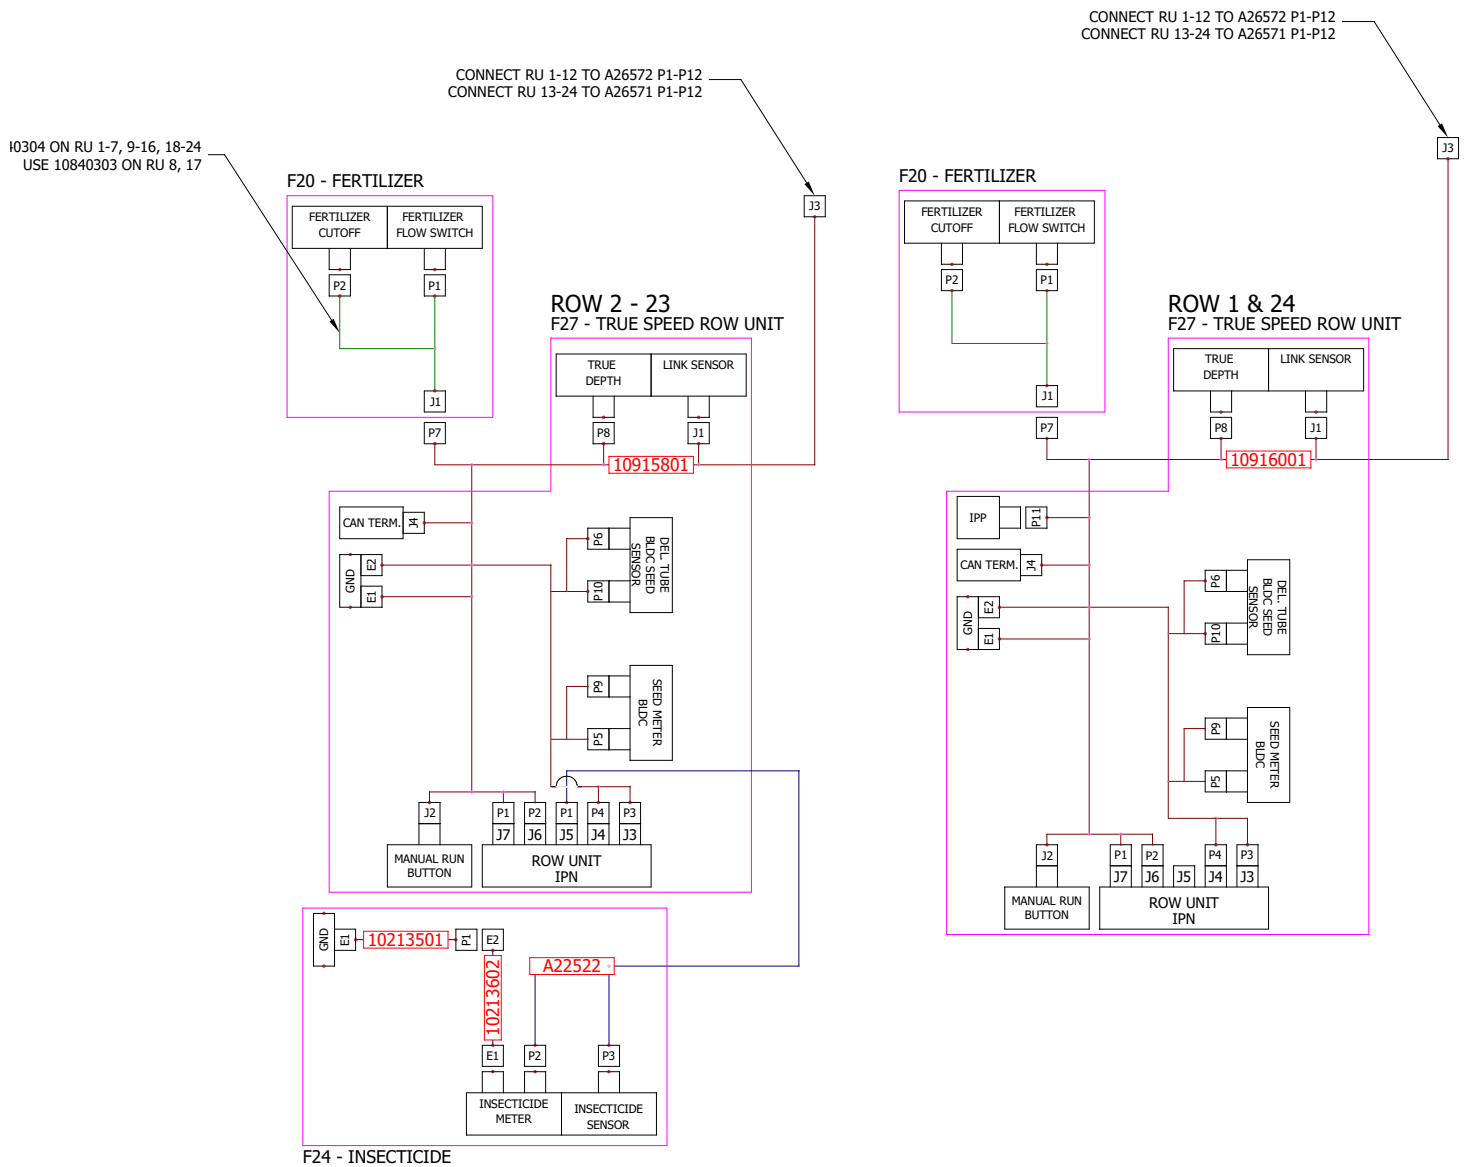 CONNECT RU 1-12 TO A26572 P1-P12
CONNECT RU 13-24 TO A26571 P1-P12
J3
CONNECT RU 1-12 TO A26572 P1-P12
CONNECT RU 13-24 TO A26571 P1-P12
J3
ON RU 1-7, 9-16, 18-24
USE 10840303 ON RU 8, 17
F20 - FERTILIZER
FERTILIZER
CUTOFF
FERTILIZER
FLOW SWITCH
P2
P1
J1
P7
ROW 2 - 23
F27 - TRUE SPEED ROW UNIT
TRUE
DEPTH
LINK SENSOR
P8
J1
10915801
CAN TERM.
J4
GND
E2
E1
P6
P10
DEL. TUBE
BLDC SEED
SENSOR
P9
P5
SEED METER
BLDC
J2
P1
P2
P1
P4
P3
J7
J6
J5
J4
J3
MANUAL RUN
BUTTON
ROW UNIT
IPN
GND
E1
10213501
P1
E2
10213602
A22522
E1
P2
P3
INSECTICIDE
METER
INSECTICIDE
SENSOR
F24 - INSECTICIDE
F20 - FERTILIZER
FERTILIZER
CUTOFF
FERTILIZER
FLOW SWITCH
P2
P1
J1
P7
ROW 1 & 24
F27 - TRUE SPEED ROW UNIT
TRUE
DEPTH
LINK SENSOR
P8
J1
10916001
IPP
P11
CAN TERM.
J4
GND
E2
E1
P6
P10
DEL. TUBE
BLDC SEED
SENSOR
P9
P5
SEED METER
BLDC
J2
P1
P2
P4
P3
J7
J6
J5
J4
J3
MANUAL RUN
BUTTON
ROW UNIT
IPN